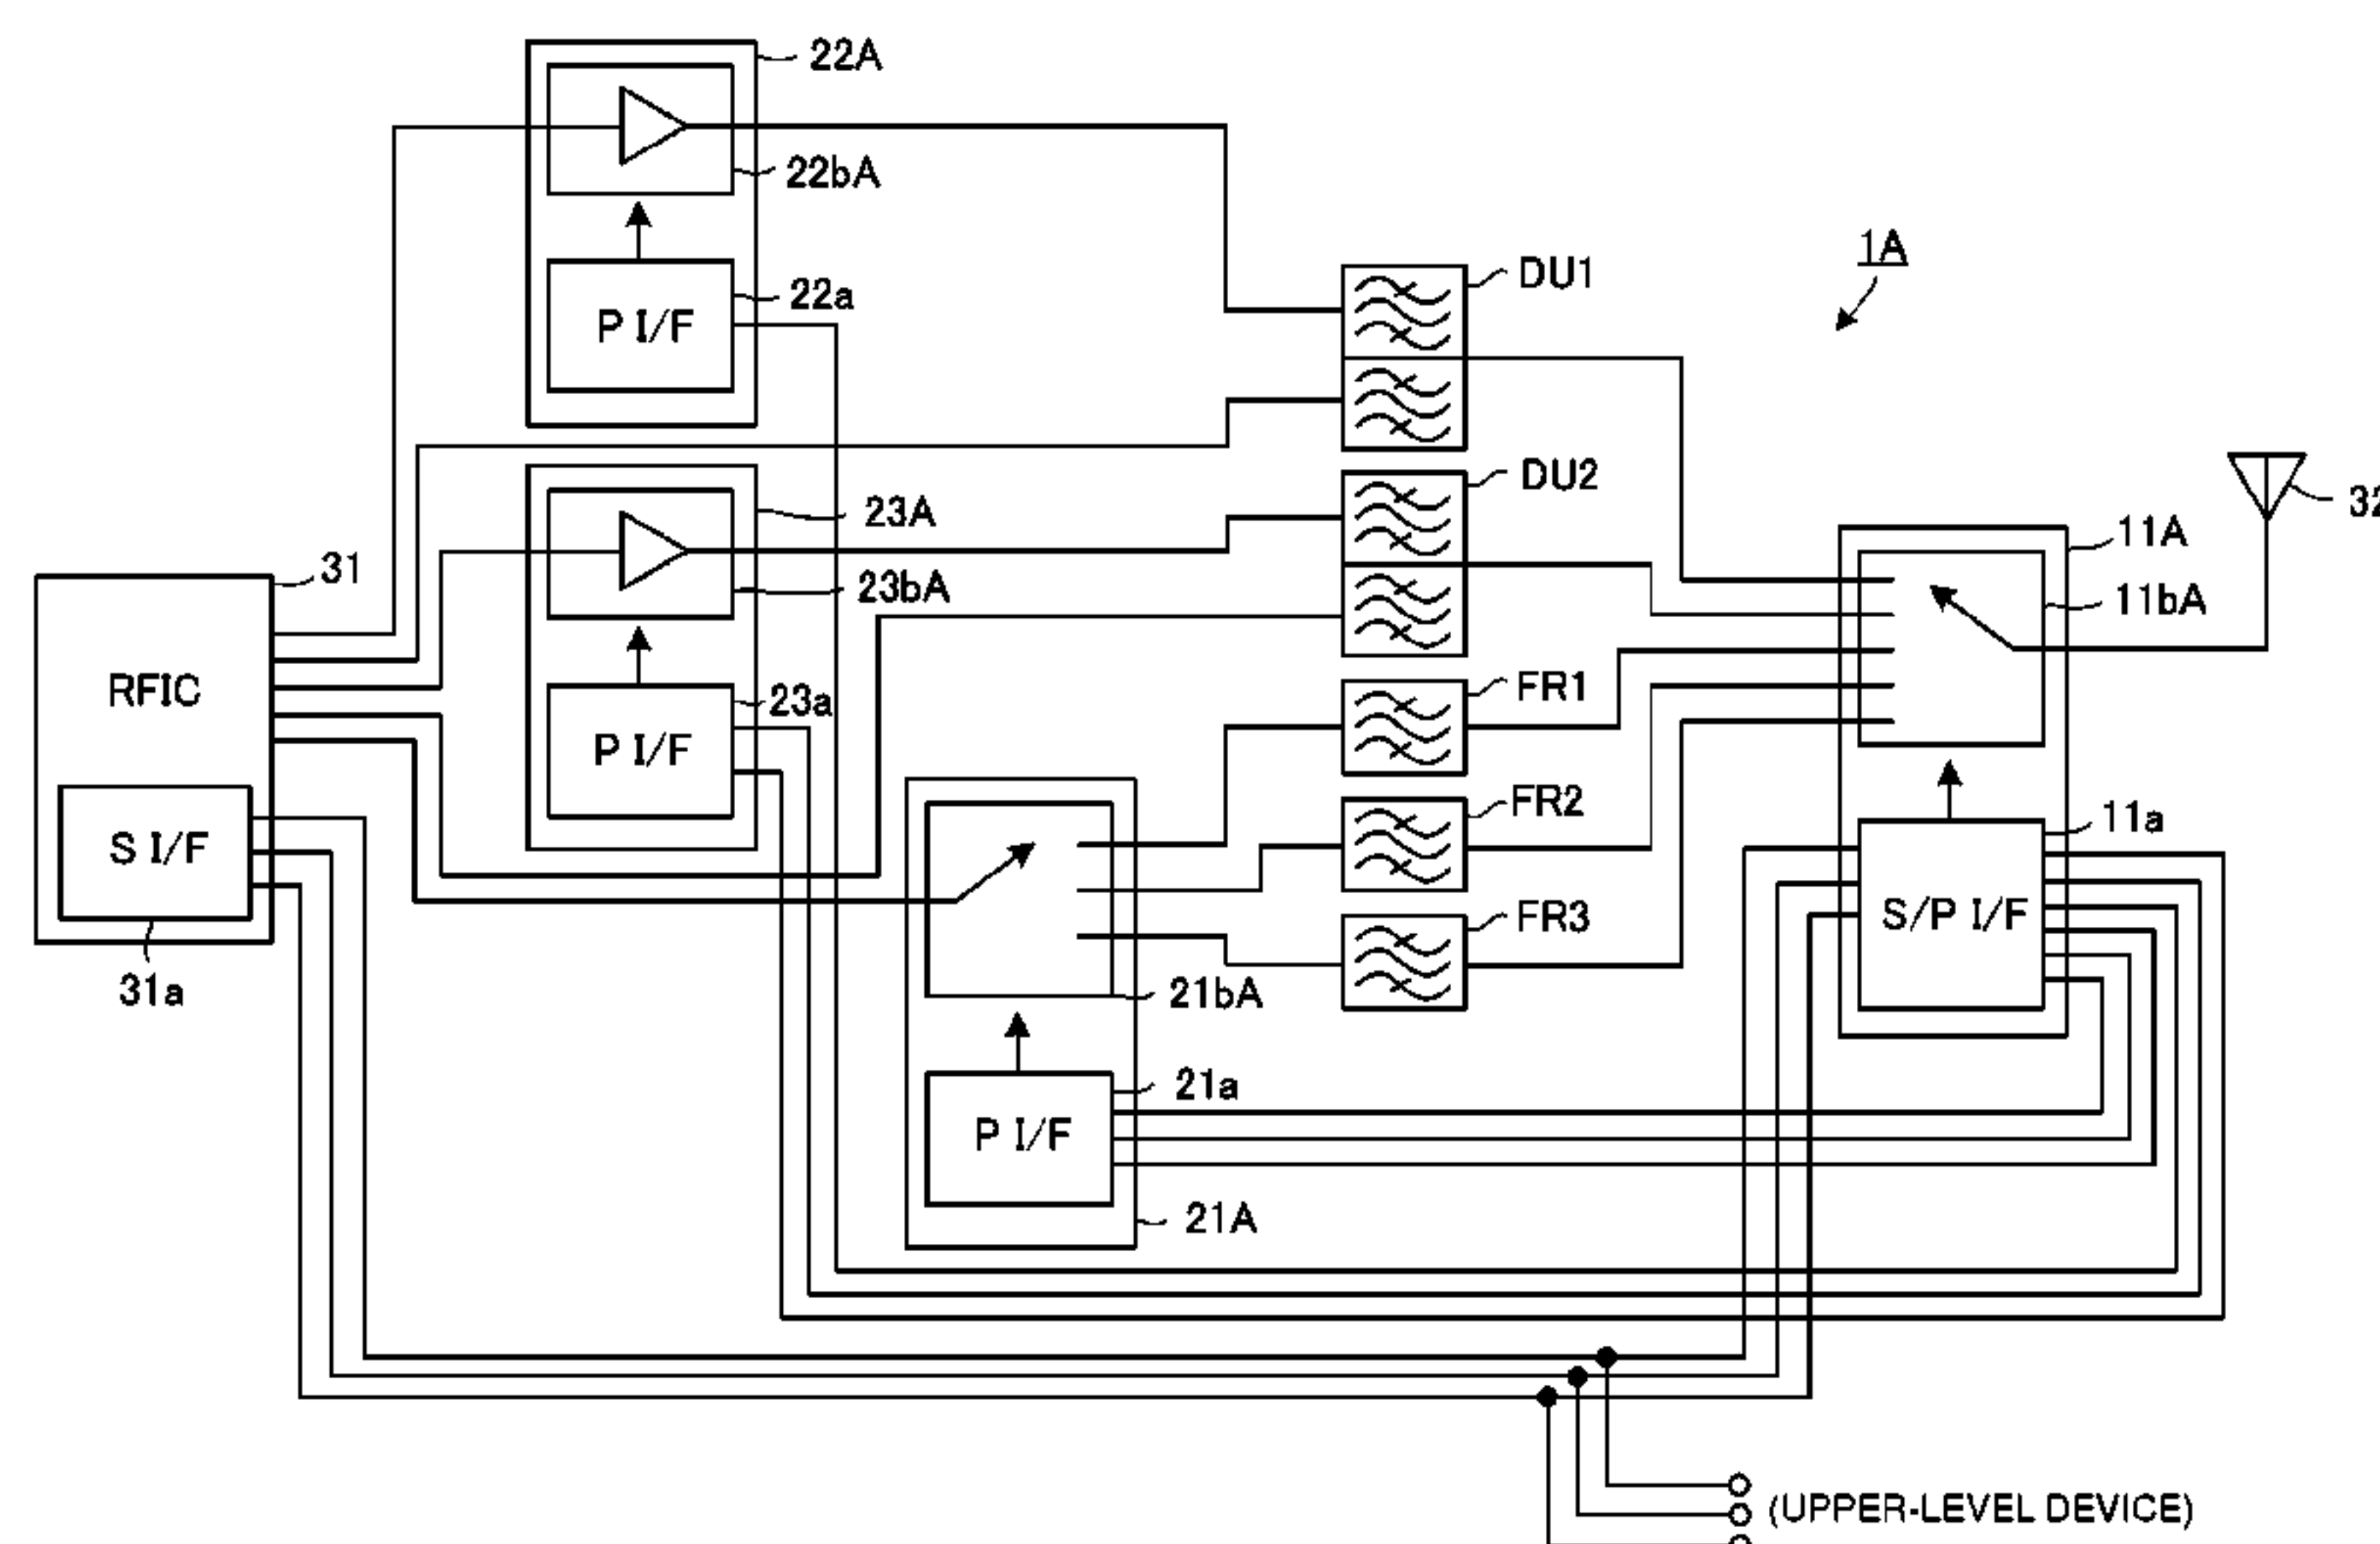 22A
22bA
1A
DU1
22a
P I/F
DU2
32
23A
11A
31
23bA
11bA
RFIC
FR1
23a
P I/F
FR2
11a
S I/F
FR3
S/P I/F
31a
21bA
21a
P I/F
21A
(UPPER-LEVEL DEVICE)